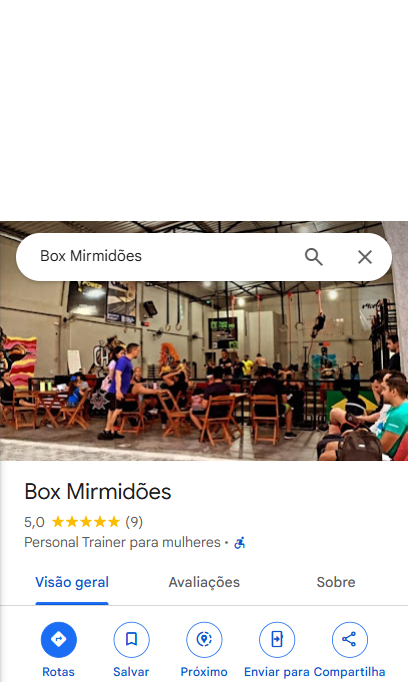 Box Mirmidões
Box Mirmidões
5,0 (9)
Personal Trainer para mulheres ·
Visão geral Avaliações Sobre
Rotas Salvar Próximo Enviar para Compartilha